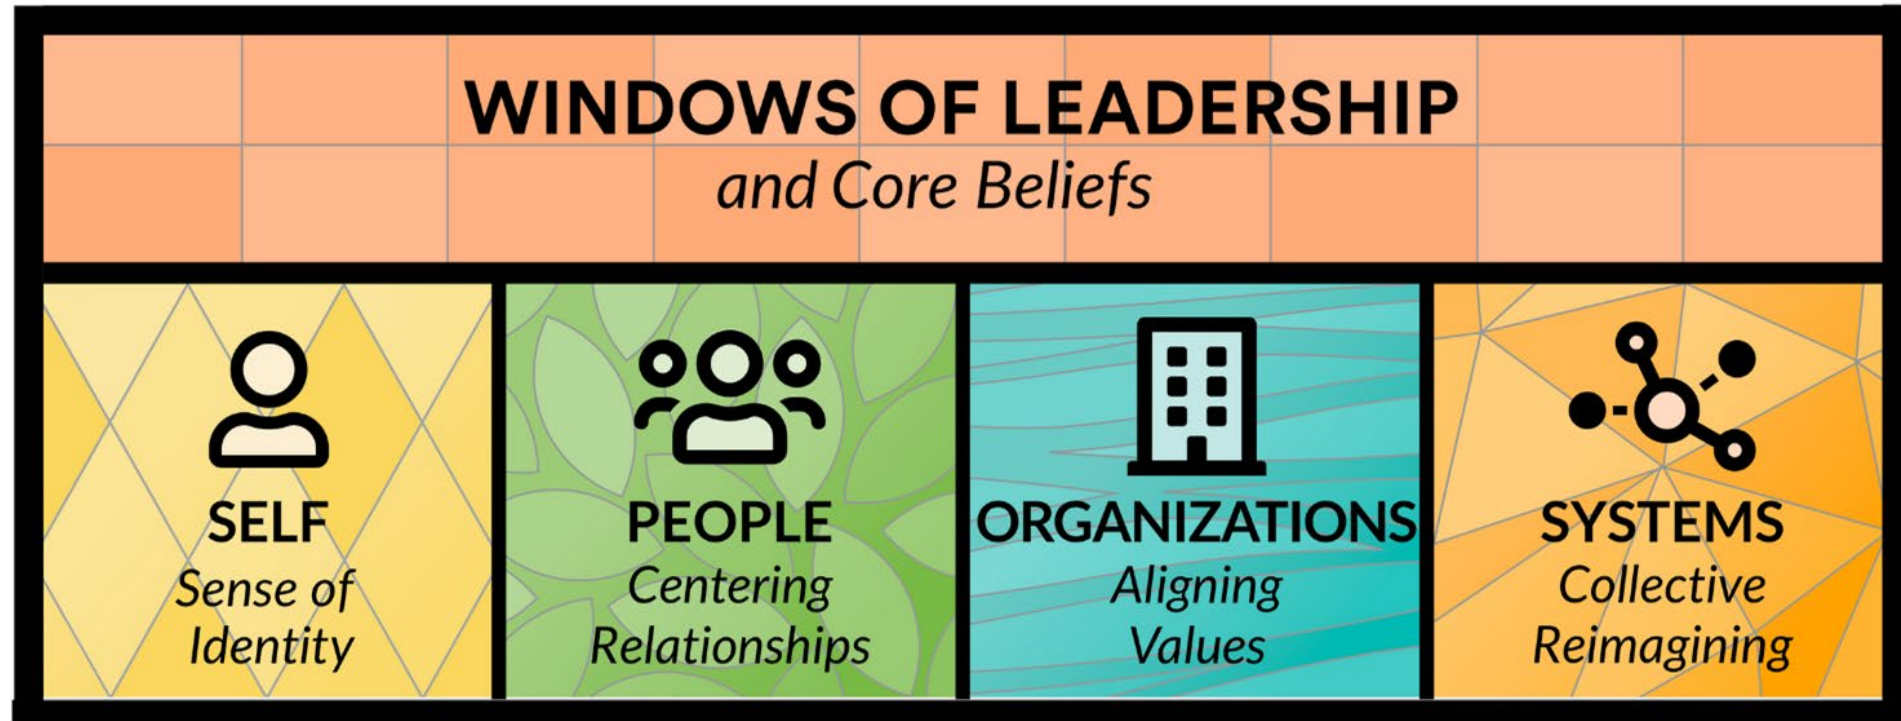 WINDOWS OF LEADERSHIP
and Core Beliefs
SELF
Sense of
Identity
PEOPLE
Centering
Relationships
ORGANIZATIONS
Aligning
Values
SYSTEMS
Collective
Reimagining